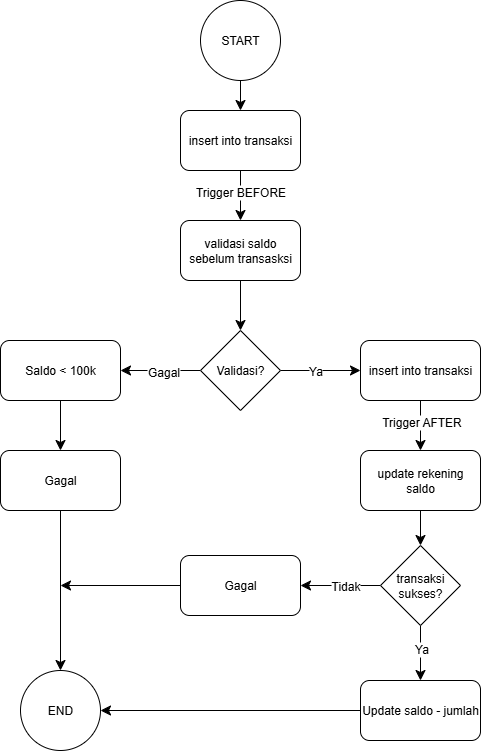 START
insert into transaksi
Trigger BEFORE
validasi saldo
sebelum transasksi
Saldo < 100k
Gagal
Validasi?
Ya
insert into transaksi
Trigger AFTER
Gagal
update rekening
saldo
Gagal
Tidak
transaksi
sukses?
Ya
END
Update saldo - jumlah